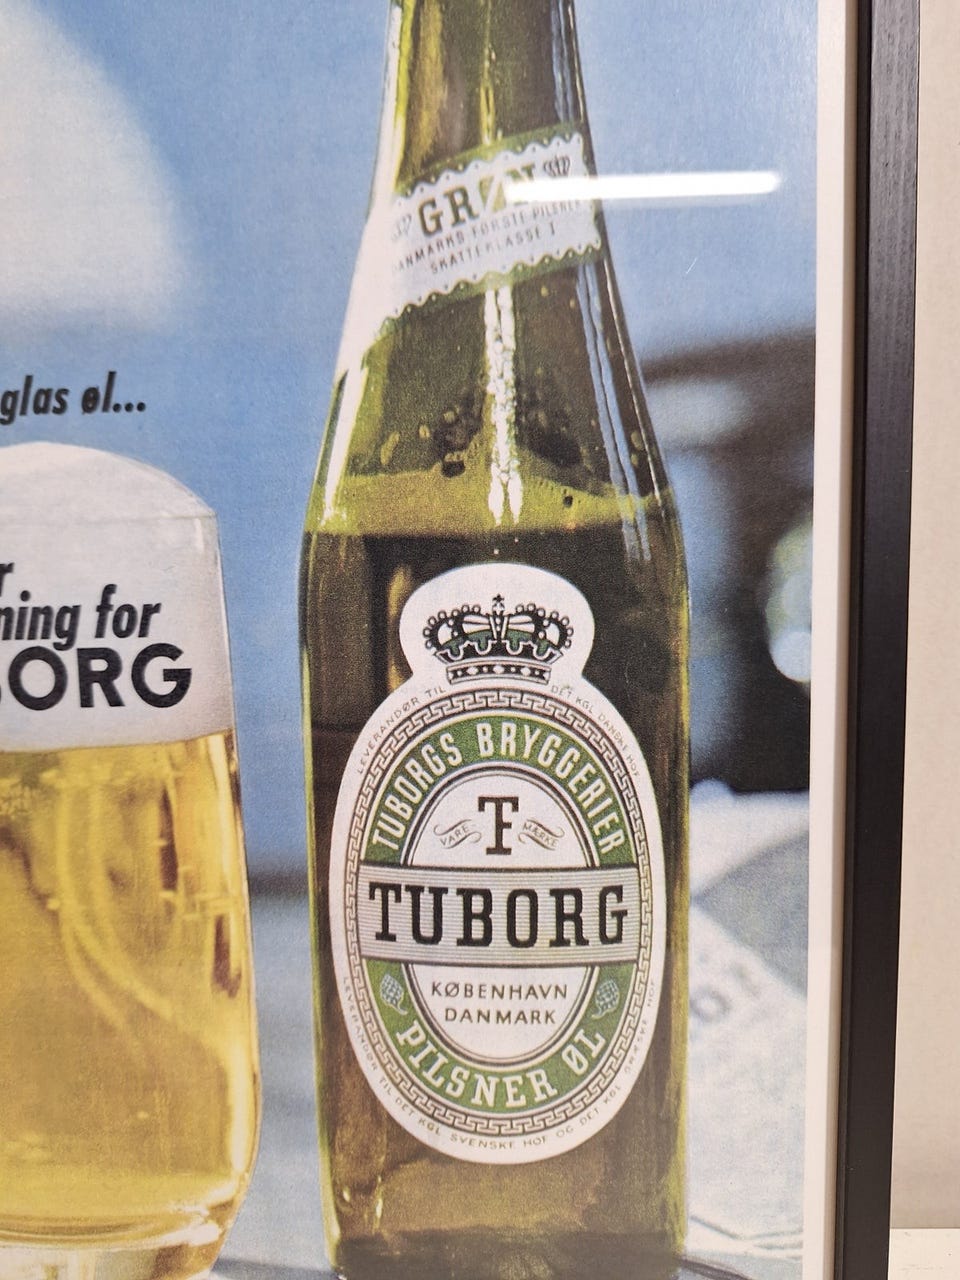 GRØN
DANMARKS FØRSTE PILSNER
SKATTEKLASSE I
glas øl...
ning for
BORG
LEVERANDØR TIL DET KGL DANSKE HOF
TUBORGS BRYGGERIER
VARE MÆRKE
TUBORG
KØBENHAVN
DANMARK
PILSNER ØL
LEVERANDØR TIL DET KGL SVENSKE HOF OG DET KGL GRÆSKE HOF